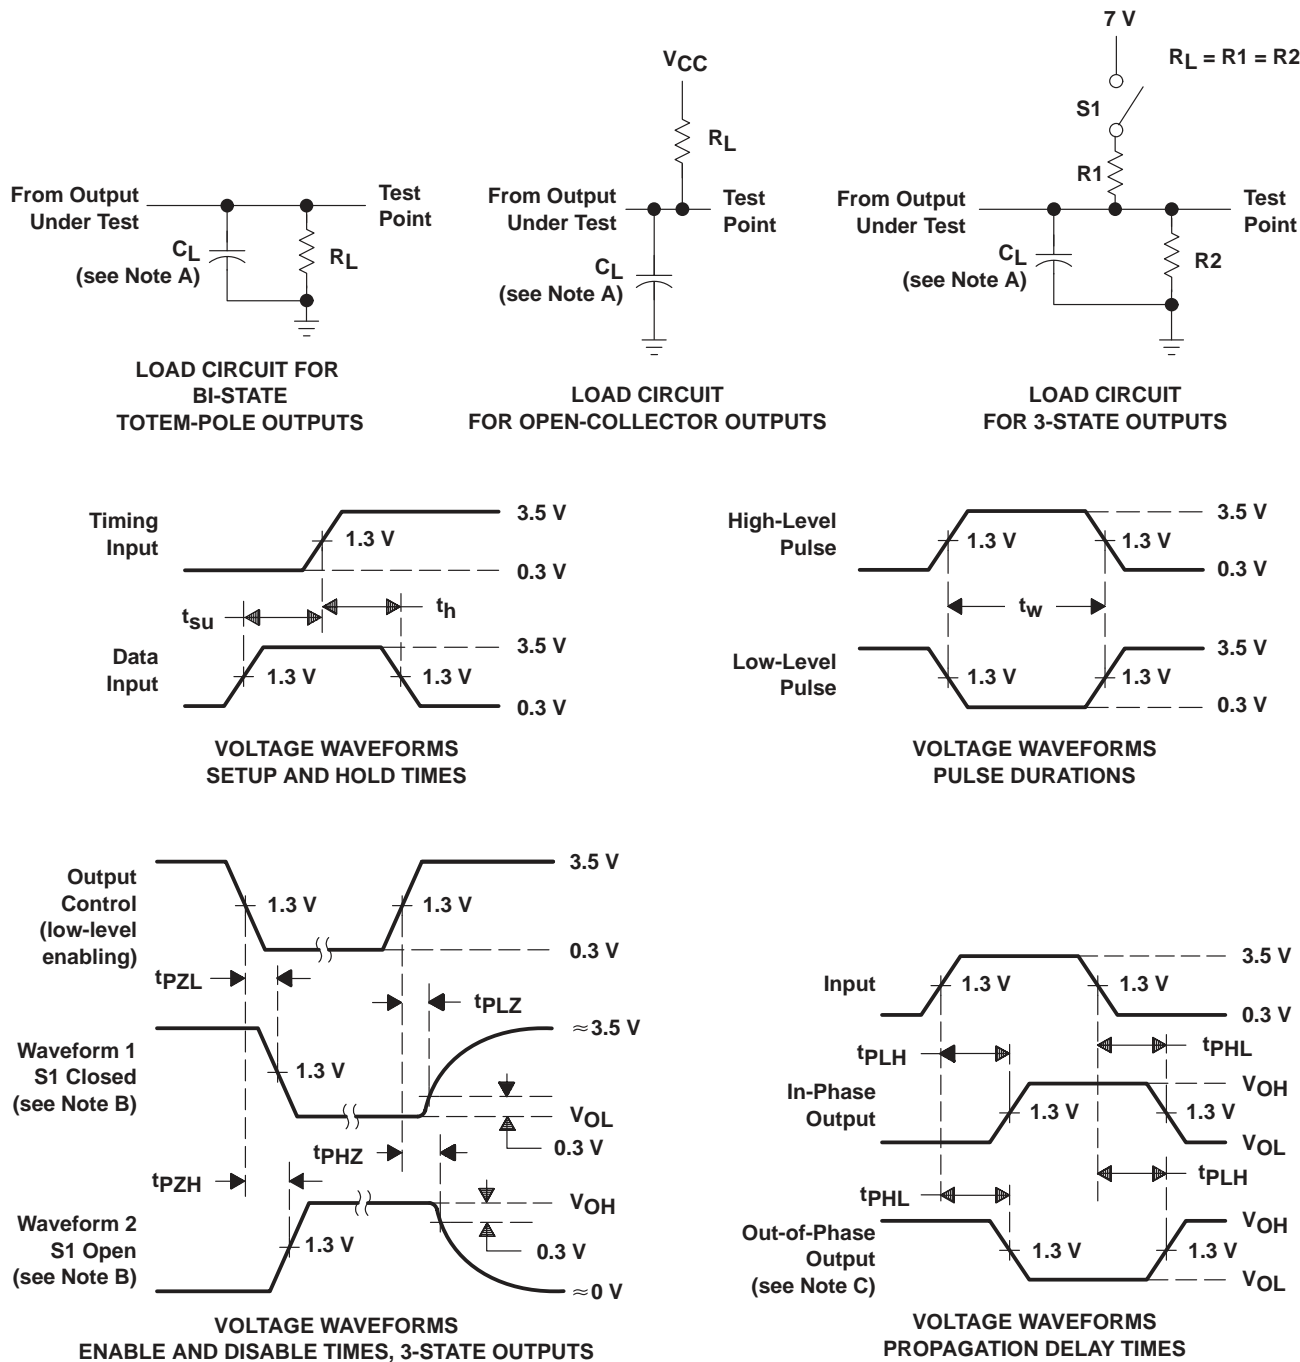 From Output
Under Test
CL
(see Note A)
RL
Test
Point
LOAD CIRCUIT FOR
BI-STATE
TOTEM-POLE OUTPUTS
VCC
RL
From Output
Under Test
Test
Point
CL
(see Note A)
LOAD CIRCUIT
FOR OPEN-COLLECTOR OUTPUTS
7 V
RL = R1 = R2
S1
R1
From Output
Under Test
Test
Point
CL
(see Note A)
R2
LOAD CIRCUIT
FOR 3-STATE OUTPUTS
Timing
Input
3.5 V
1.3 V
0.3 V
tsu
th
Data
Input
3.5 V
1.3 V
1.3 V
0.3 V
VOLTAGE WAVEFORMS
SETUP AND HOLD TIMES
High-Level
Pulse
3.5 V
1.3 V
1.3 V
0.3 V
tw
Low-Level
Pulse
3.5 V
1.3 V
1.3 V
0.3 V
VOLTAGE WAVEFORMS
PULSE DURATIONS
Output
Control
(low-level
enabling)
3.5 V
1.3 V
1.3 V
0.3 V
tPZL
tPLZ
Waveform 1
S1 Closed
(see Note B)
≈3.5 V
1.3 V
VOL
0.3 V
tPHZ
tPZH
Waveform 2
S1 Open
(see Note B)
VOH
1.3 V
0.3 V
≈0 V
VOLTAGE WAVEFORMS
ENABLE AND DISABLE TIMES, 3-STATE OUTPUTS
Input
3.5 V
1.3 V
1.3 V
0.3 V
tPLH
tPHL
In-Phase
Output
VOH
1.3 V
1.3 V
VOL
tPHL
tPLH
Out-of-Phase
Output
(see Note C)
VOH
1.3 V
1.3 V
VOL
VOLTAGE WAVEFORMS
PROPAGATION DELAY TIMES